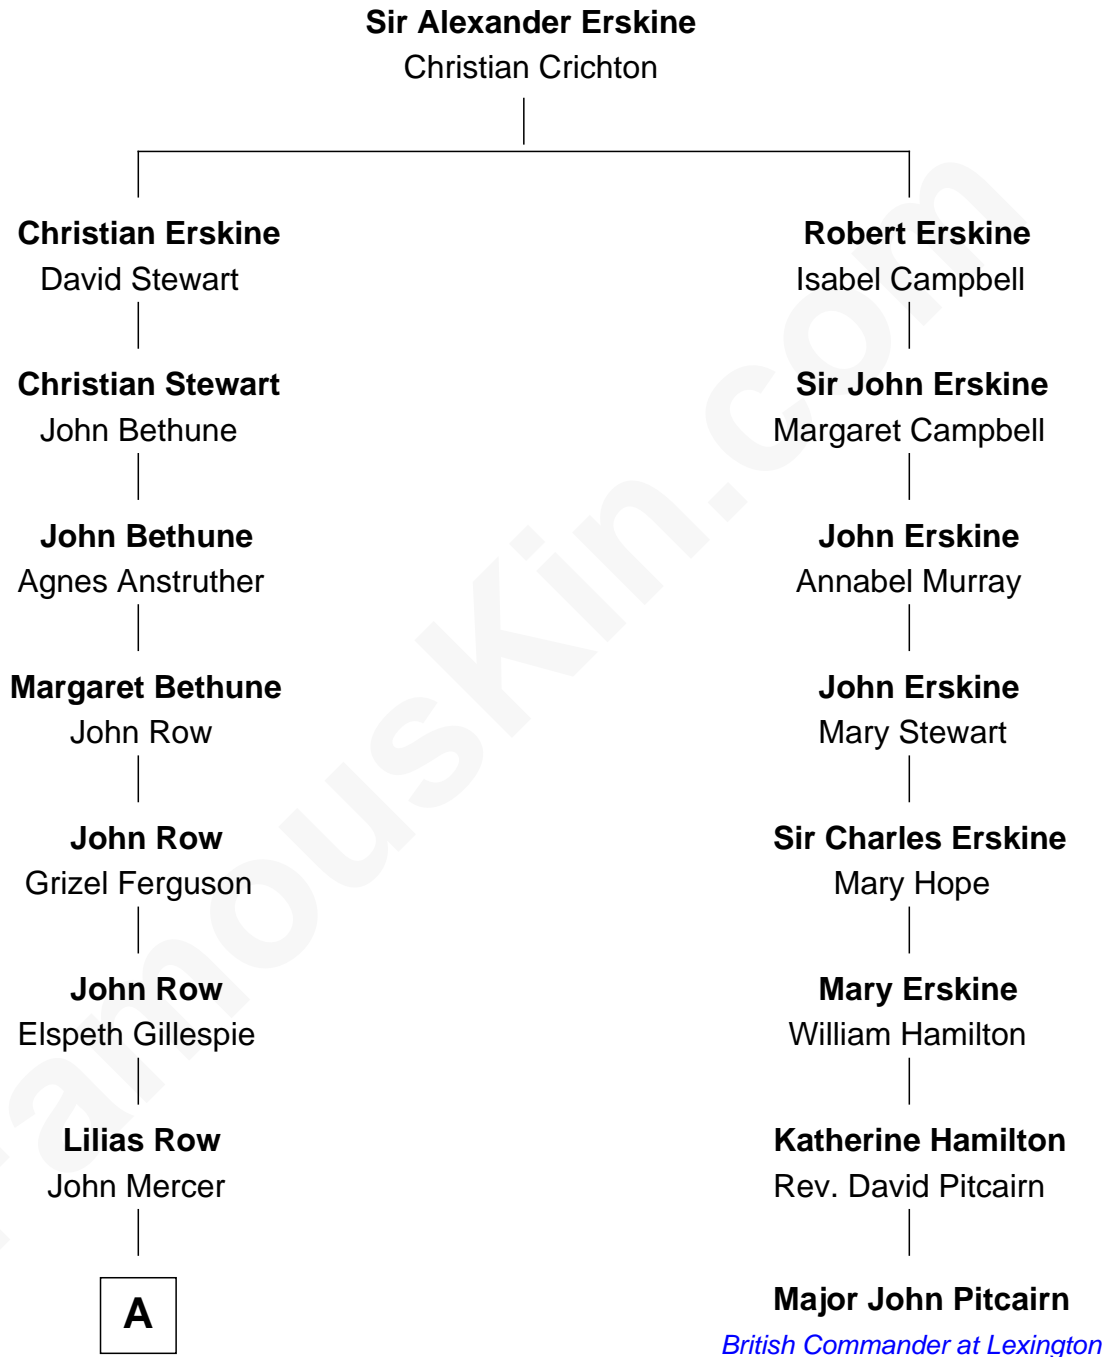 Sir Alexander Erskine
Christian Crichton
Christian Erskine
David Stewart
Robert Erskine
Isabel Campbell
Christian Stewart
John Bethune
Sir John Erskine
Margaret Campbell
John Bethune
Agnes Anstruther
John Erskine
Annabel Murray
Margaret Bethune
John Row
John Erskine
Mary Stewart
John Row
Grizel Ferguson
Sir Charles Erskine
Mary Hope
John Row
Elspeth Gillespie
Mary Erskine
William Hamilton
Lilias Row
John Mercer
Katherine Hamilton
Rev. David Pitcairn
A
Major John Pitcairn
British Commander at Lexington
FamousKin.com